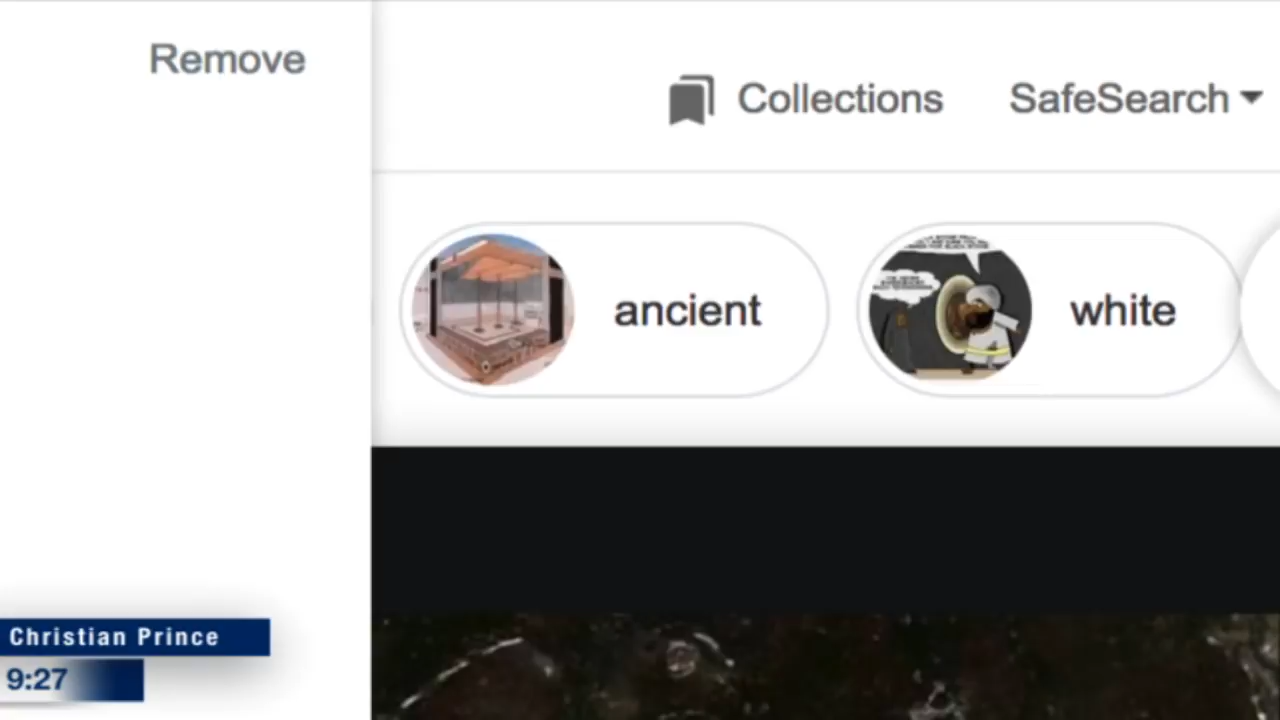 Remove
Collections
SafeSearch
ancient
white
Christian Prince
9:27